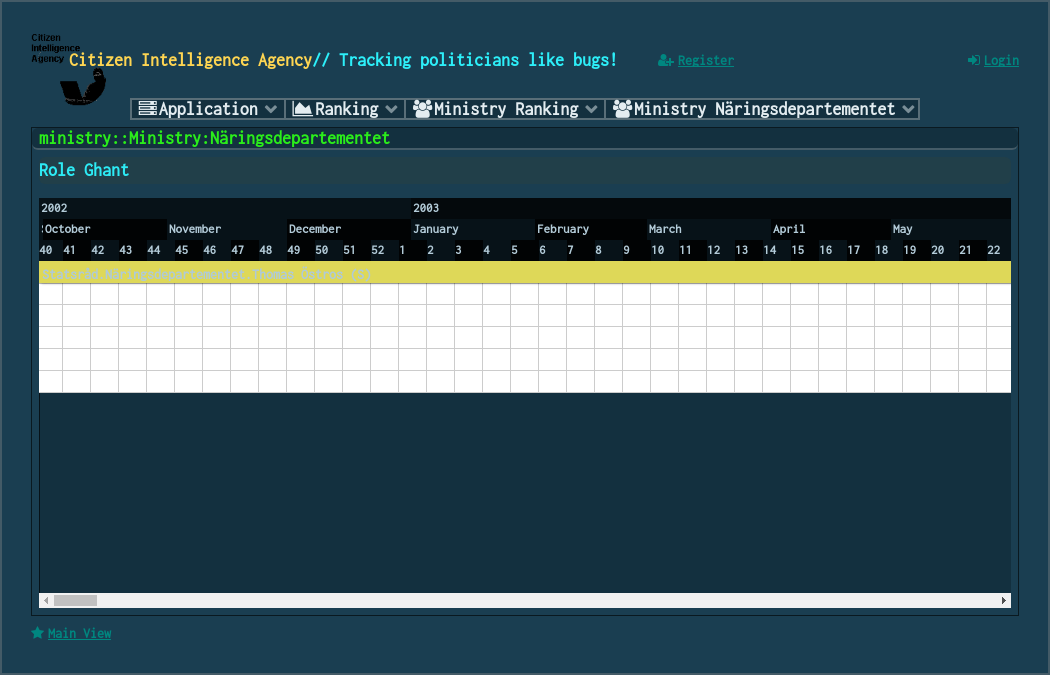 Citizen
Intelligence
Agency
Citizen Intelligence Agency// Tracking politicians like bugs!
Register
Login
Application
Ranking
Ministry Ranking
Ministry Näringsdepartementet
ministry::Ministry:Näringsdepartementet
Role Ghant
2002 2003
October November December January February March April May
40 41 42 43 44 45 46 47 48 49 50 51 52 1 2 3 4 5 6 7 8 9 10 11 12 13 14 15 16 17 18 19 20 21 22
Statsråd.Näringsdepartementet.Thomas Östros (S)
Main View